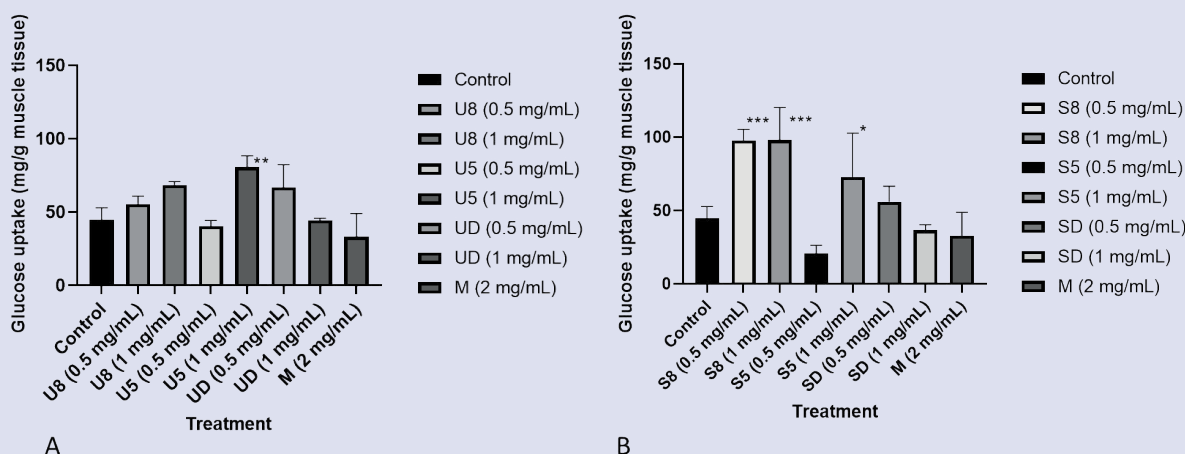 Glucose uptake (mg/g muscle tissue)
150
100
50
0
**
Control
U8 (0.5 mg/mL)
U8 (1 mg/mL)
U5 (0.5 mg/mL)
U5 (1 mg/mL)
UD (0.5 mg/mL)
UD (1 mg/mL)
M (2 mg/mL)
Treatment
Control
U8 (0.5 mg/mL)
U8 (1 mg/mL)
U5 (0.5 mg/mL)
U5 (1 mg/mL)
UD (0.5 mg/mL)
UD (1 mg/mL)
M (2 mg/mL)
A
Glucose uptake (mg/g muscle tissue)
150
100
50
0
*** *** *
Control
S8 (0.5 mg/mL)
S8 (1 mg/mL)
S5 (0.5 mg/mL)
S5 (1 mg/mL)
SD (0.5 mg/mL)
SD (1 mg/mL)
M (2 mg/mL)
Treatment
Control
S8 (0.5 mg/mL)
S8 (1 mg/mL)
S5 (0.5 mg/mL)
S5 (1 mg/mL)
SD (0.5 mg/mL)
SD (1 mg/mL)
M (2 mg/mL)
B